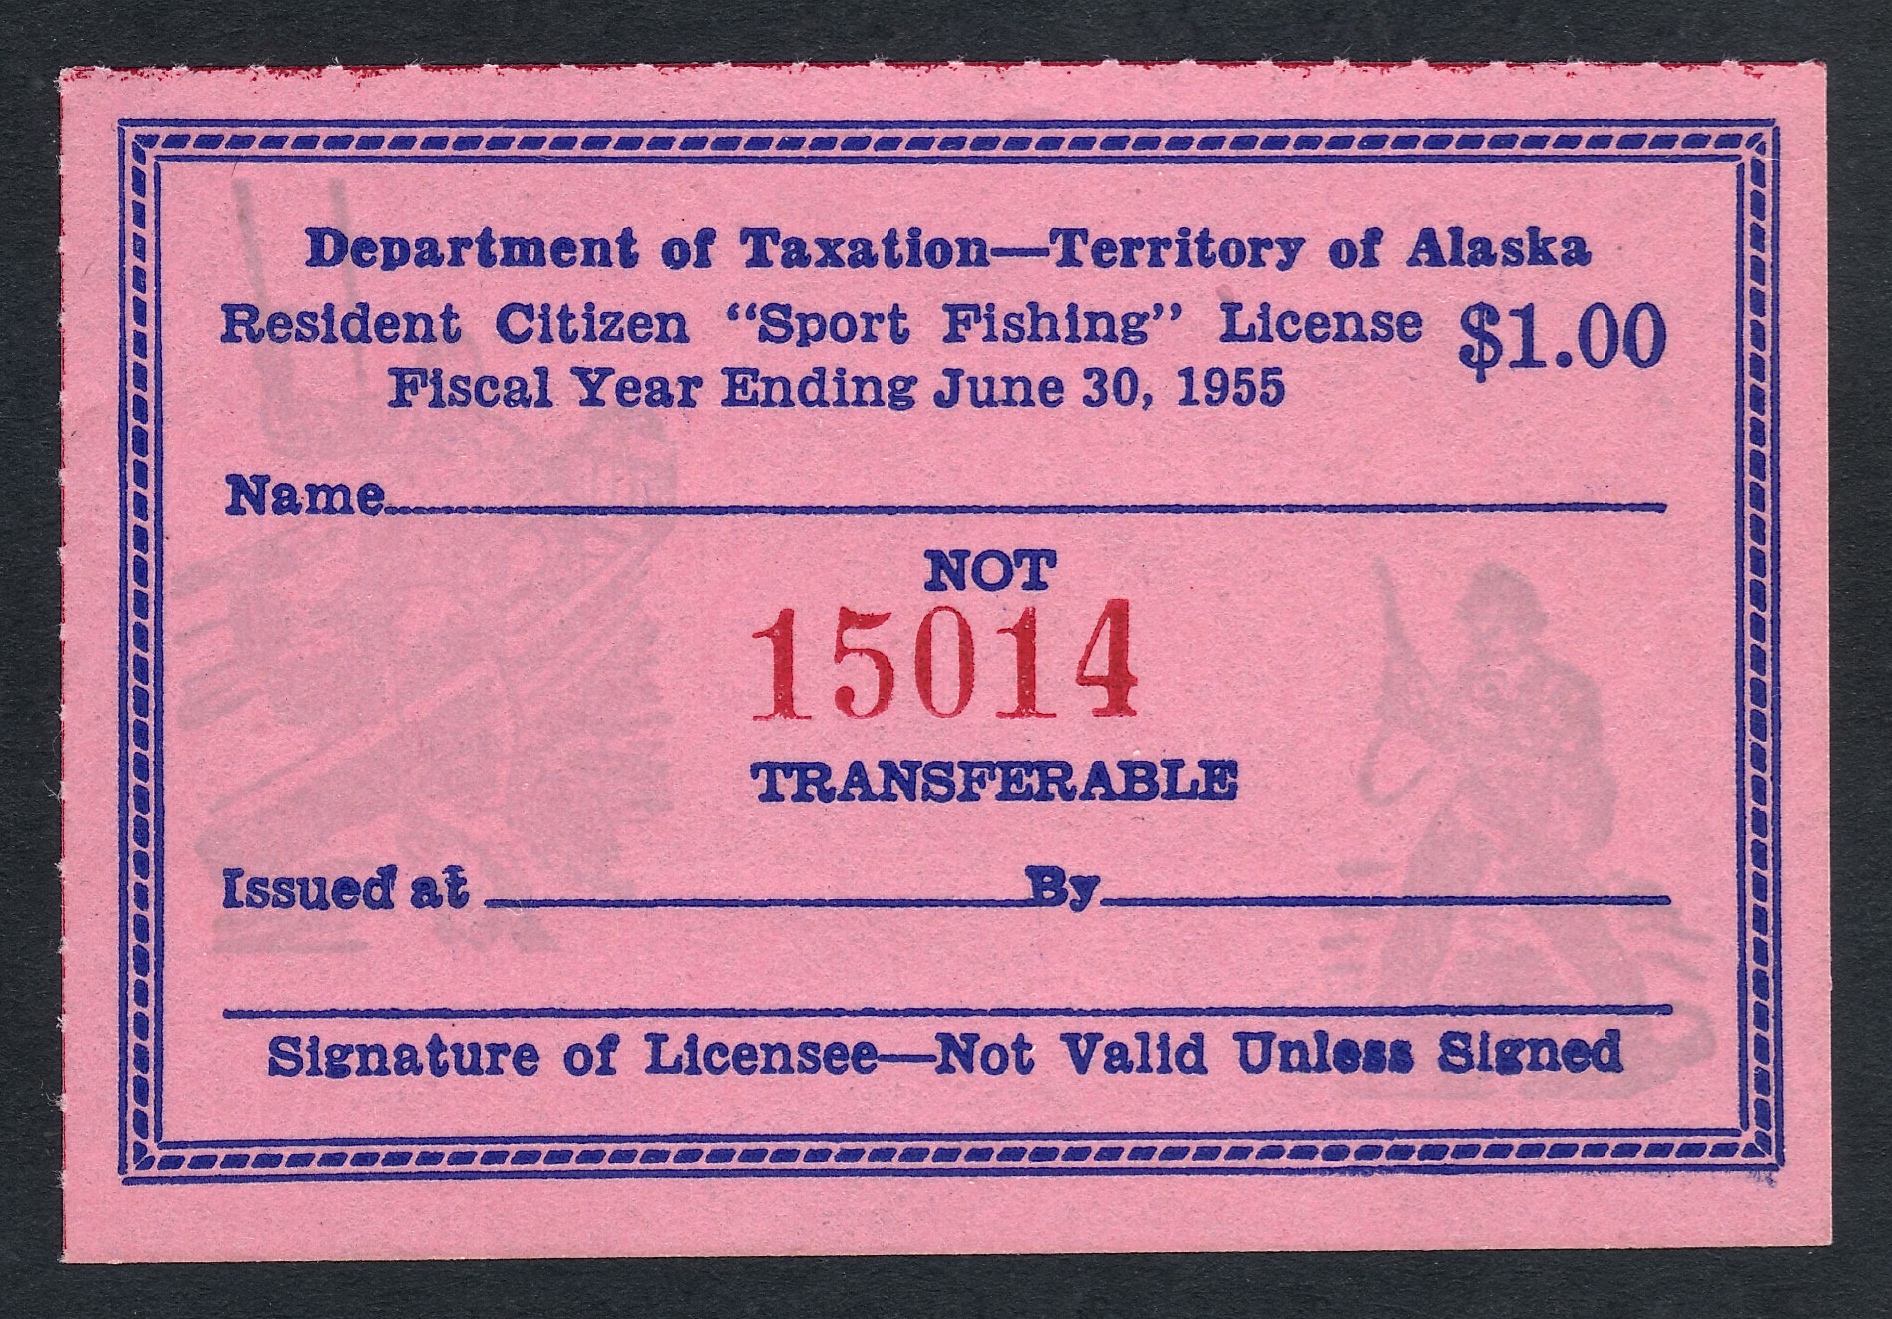 Department of Taxation—Territory of Alaska
Resident Citizen “Sport Fishing” License $1.00
Fiscal Year Ending June 30, 1955
Name
NOT
15014
TRANSFERABLE
Issued at By
Signature of Licensee—Not Valid Unless Signed